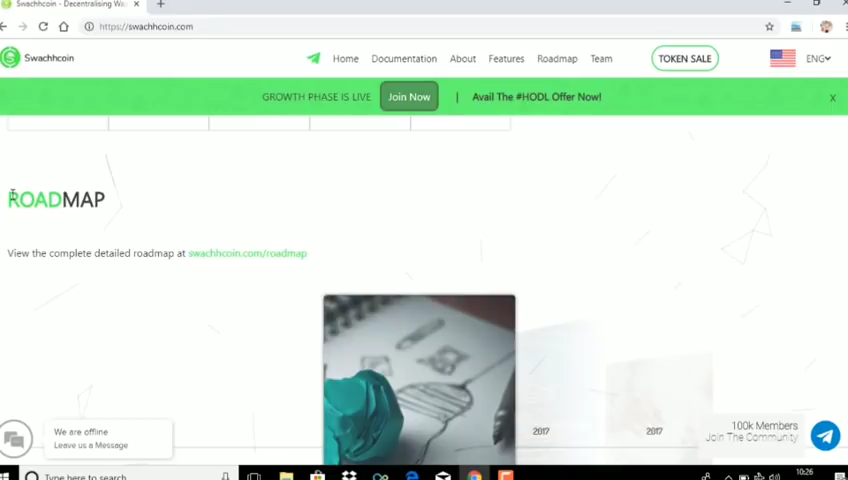 Swachhcoin - Decentralising Wa
https://swachhcoin.com
Swachhcoin
Home
Documentation
About
Features
Roadmap
Team
TOKEN SALE
ENG
GROWTH PHASE IS LIVE
Join Now
| Avail The #HODL Offer Now!
x
ROADMAP
View the complete detailed roadmap at swachhcoin.com/roadmap
2017
2017
We are offline
Leave us a Message
100k Members
Join The Community
Type here to search
10:26